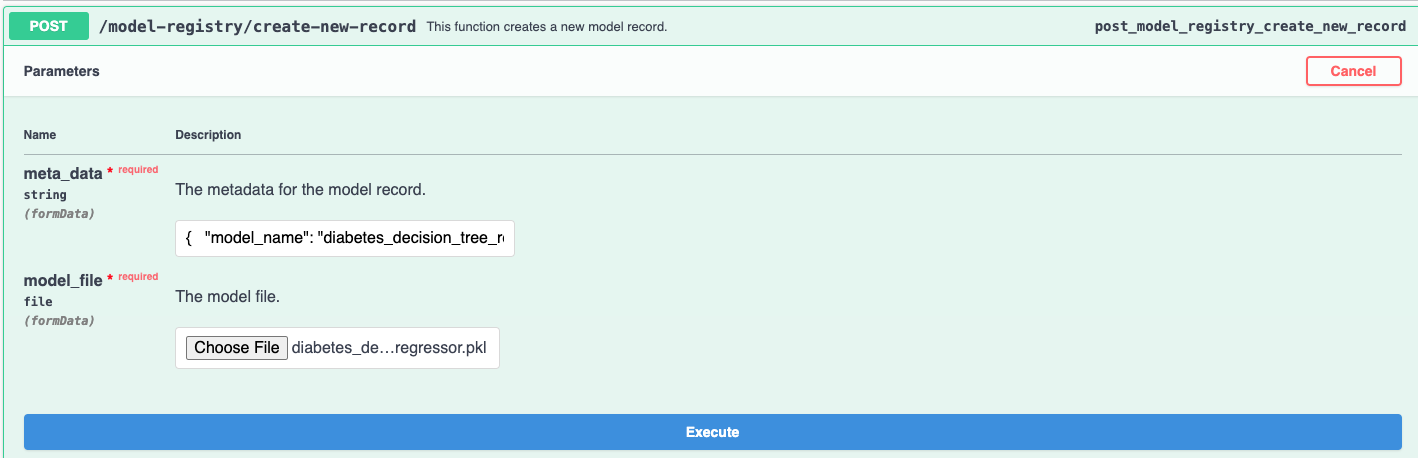 POST /model-registry/create-new-record This function creates a new model record. post_model_registry_create_new_record
Parameters Cancel
Name Description
meta_data * required
string
(formData)
The metadata for the model record.
{ "model_name": "diabetes_decision_tree_r
model_file * required
file
(formData)
The model file.
Choose File diabetes_de...regressor.pkl
Execute